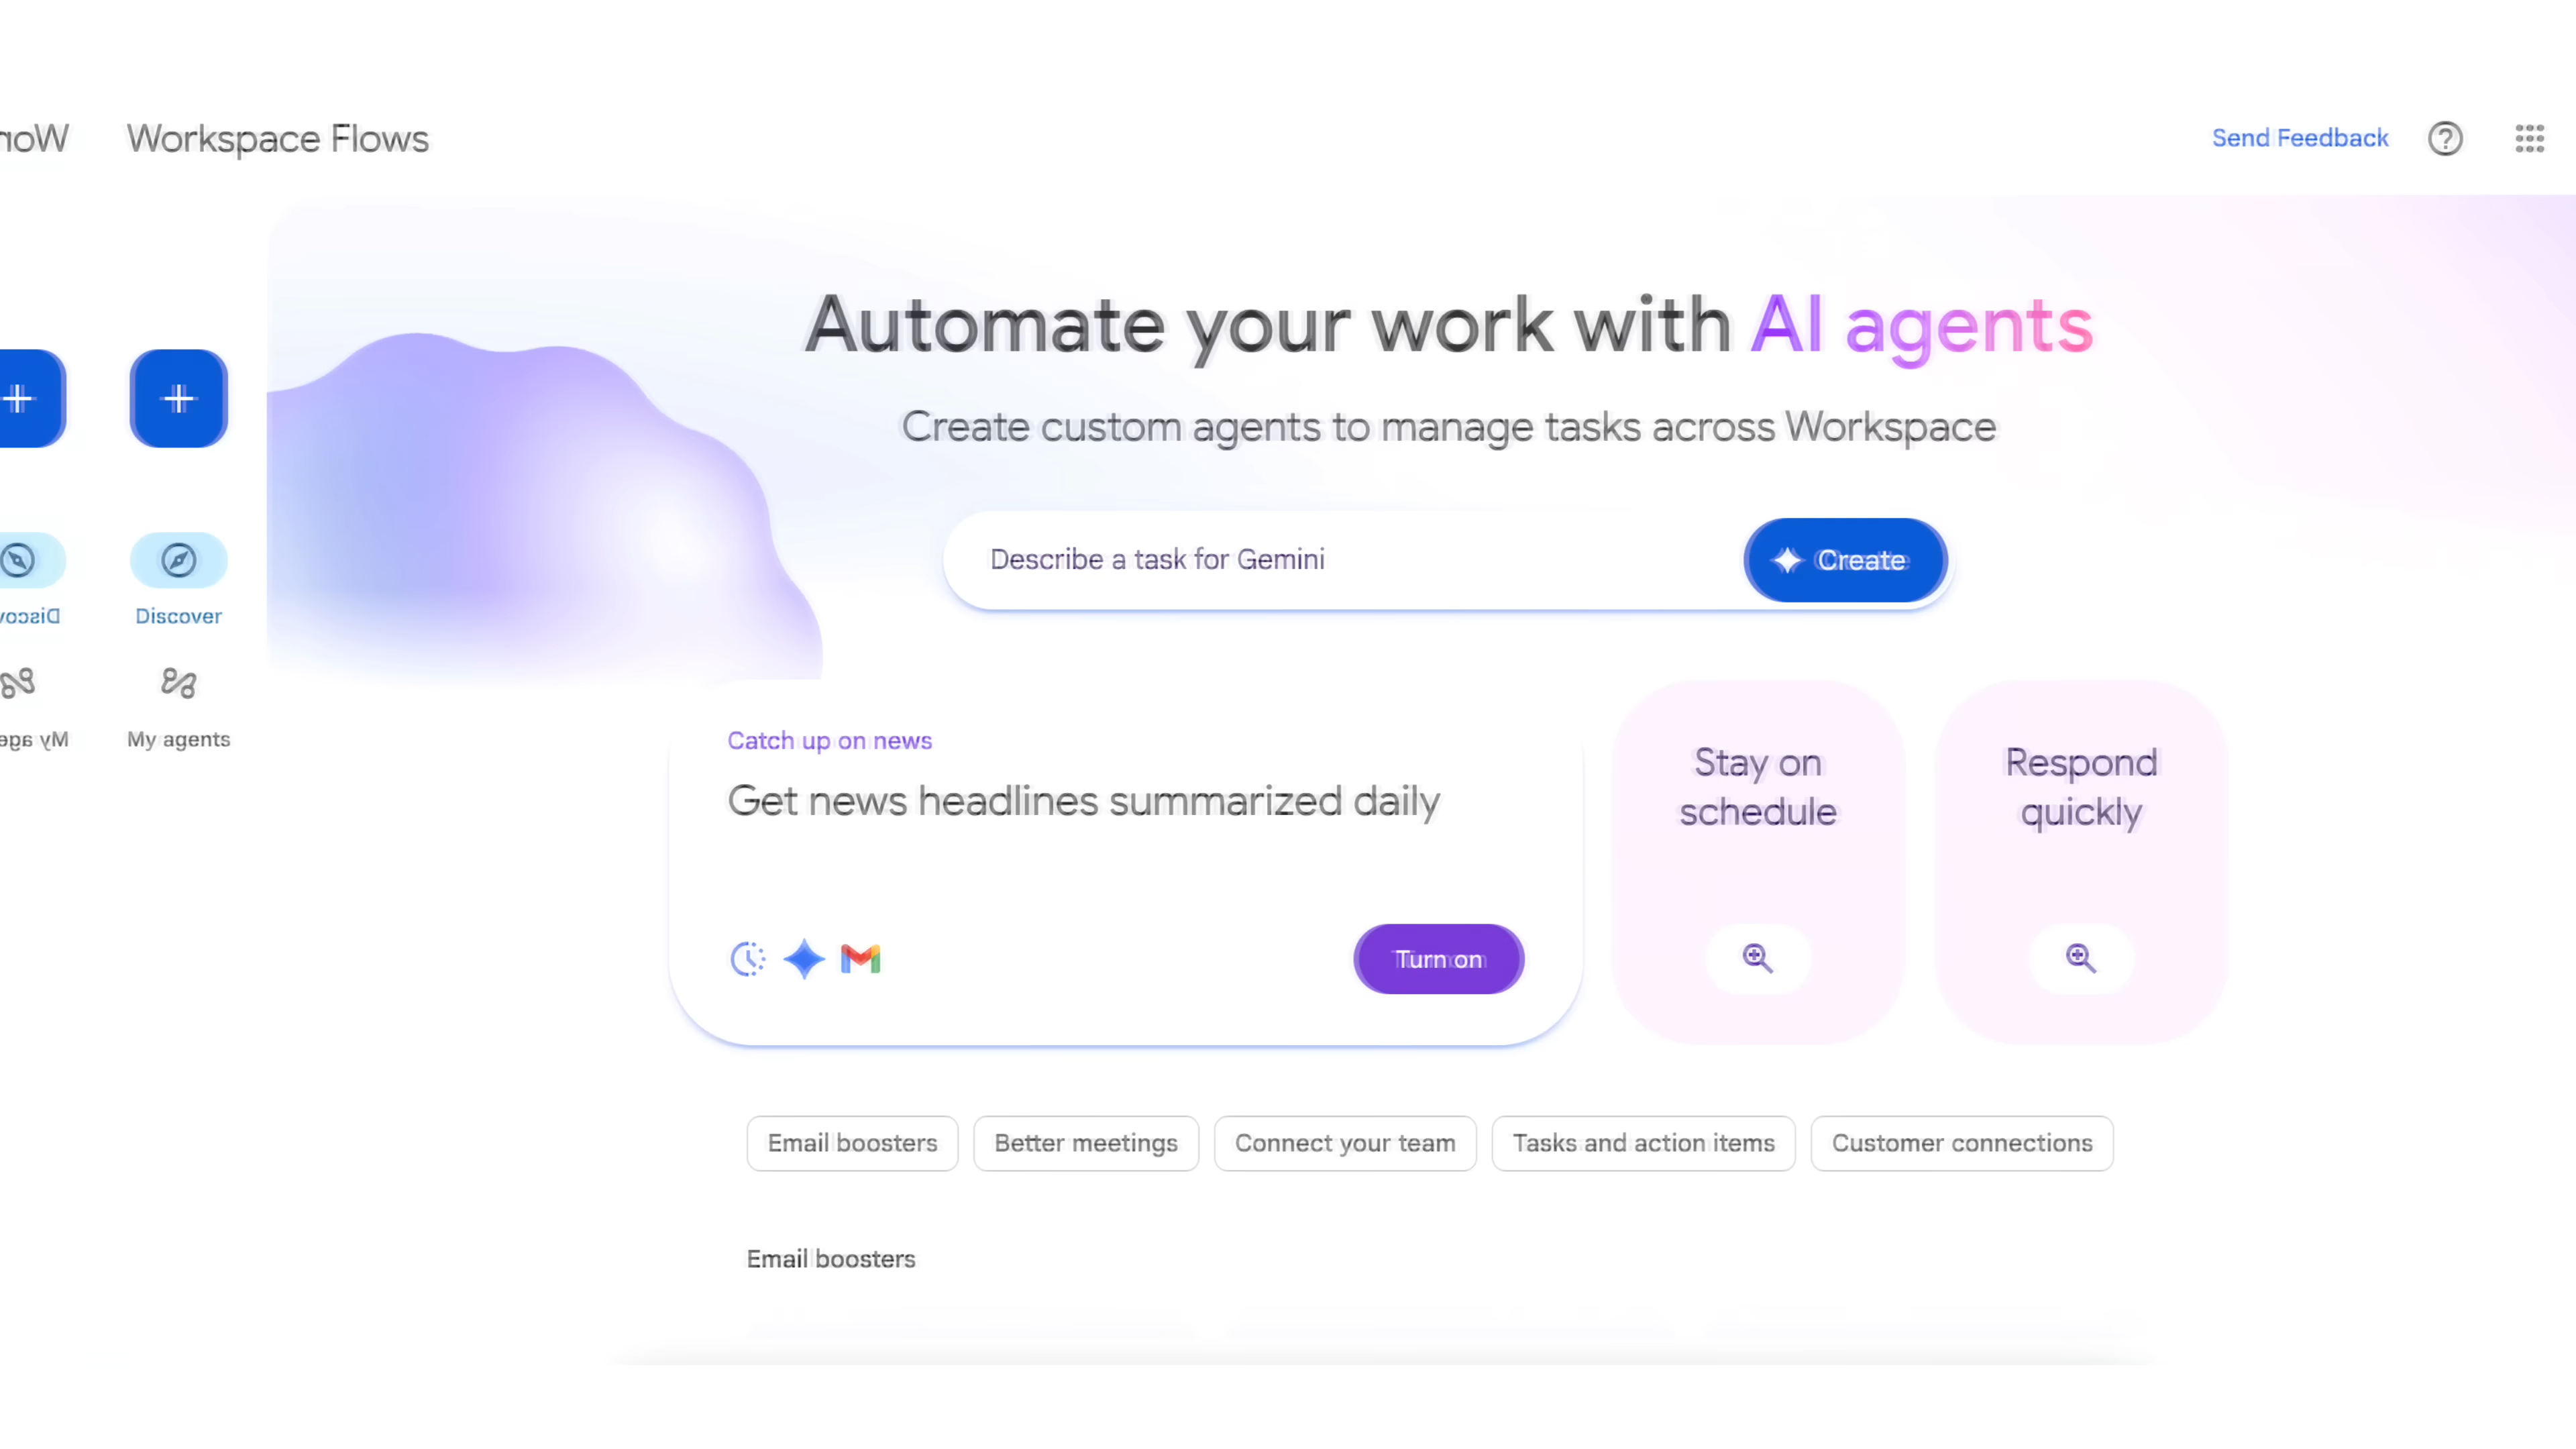 Workspace Flows
Send Feedback
Automate your work with AI agents
Create custom agents to manage tasks across Workspace
Describe a task for Gemini
Create
Discover
My agents
Catch up on news
Get news headlines summarized daily
Turn on
Stay on
schedule
Respond
quickly
Email boosters
Better meetings
Connect your team
Tasks and action items
Customer connections
Email boosters